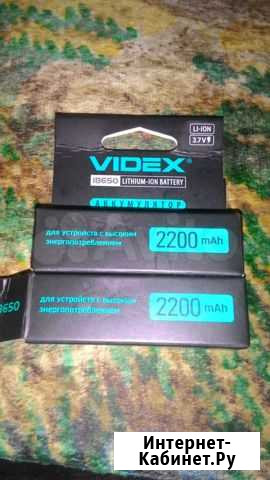 LI-ION
3.7V
VIDEX®
18650 LITHIUM-ION BATTERY
АККУМУЛЯТОР
для устройств с высоким
энергопотреблением
2200 mAh
для устройств с высоким
энергопотреблением
2200 mAh
8650
Интернет-
Кабинет.Ру